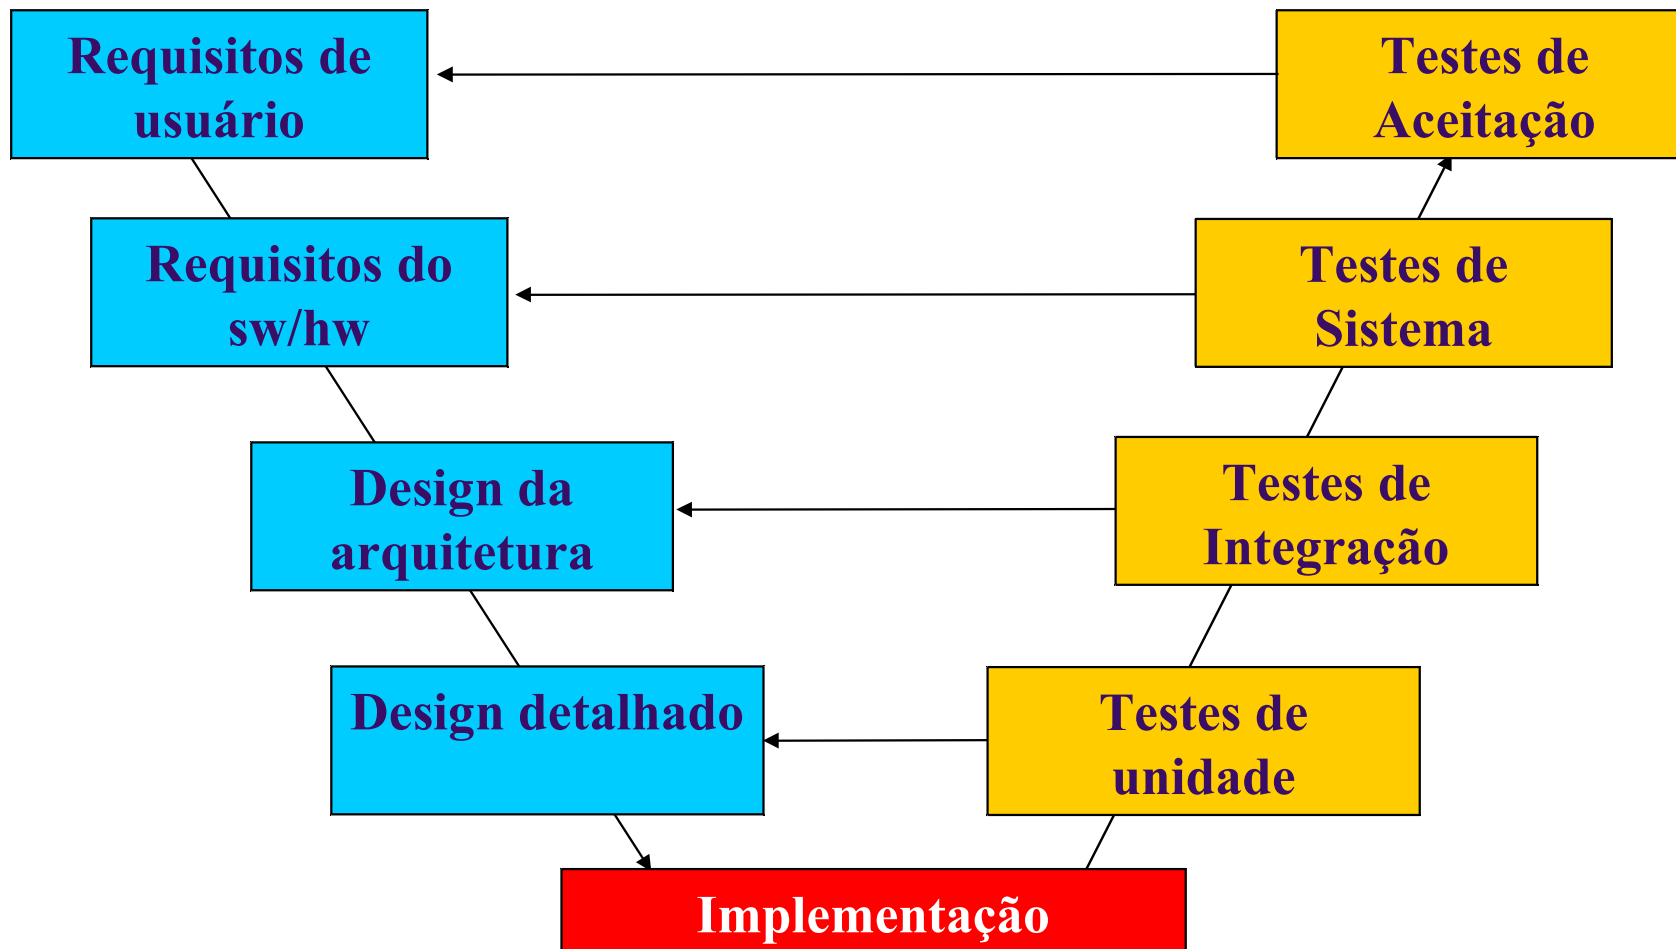 Requisitos de
usuário
Testes de
Aceitação
Requisitos do
sw/hw
Testes de
Sistema
Design da
arquitetura
Testes de
Integração
Design detalhado
Testes de
unidade
Implementação